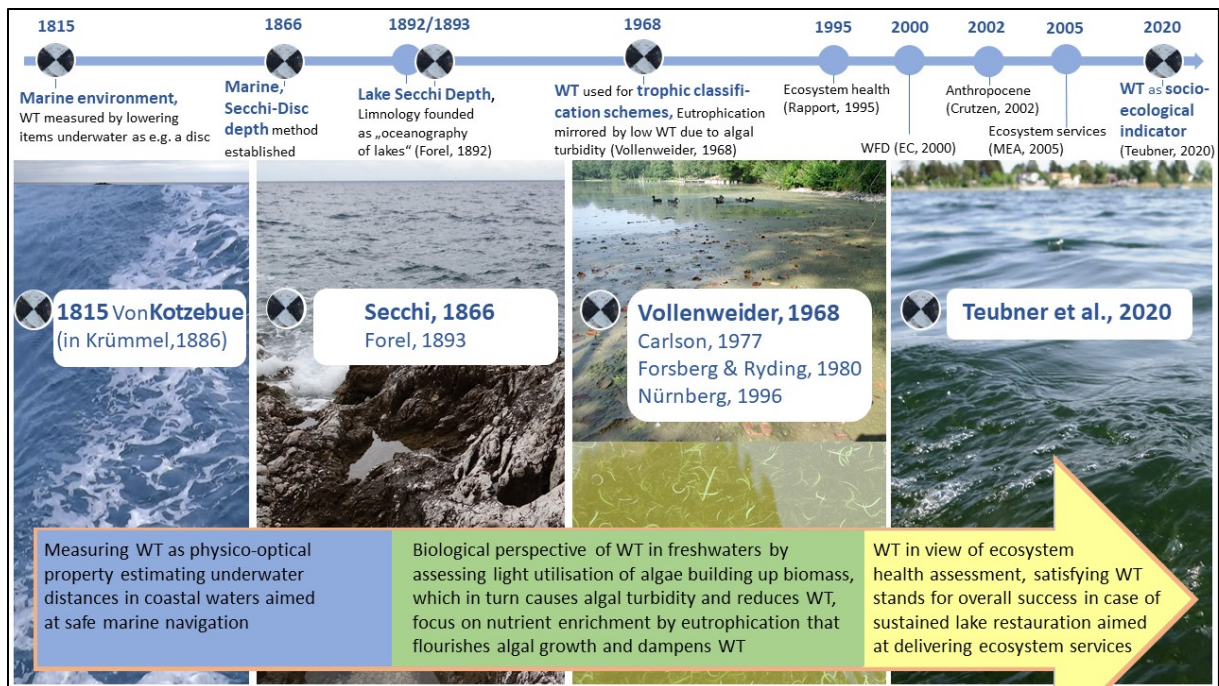 1815
1866
1892/1893
1968
1995
2000
2002
2005
2020
Marine environment,
WT measured by lowering
items underwater as e.g. a disc
Marine,
Secchi-Disc
depth method
established
Lake Secchi Depth,
Limnology founded
as „oceanography
of lakes“ (Forel, 1892)
WT used for trophic classifi-
cation schemes, Eutrophication
mirrored by low WT due to algal
turbidity (Vollenweider, 1968)
Ecosystem health
(Rapport, 1995)
WFD (EC, 2000)
Anthropocene
(Crutzen, 2002)
Ecosystem services
(MEA, 2005)
WT as socio-
ecological
indicator
(Teubner, 2020)
1815 Von Kotzebue
(in Krümmel,1886)
Secchi, 1866
Forel, 1893
Vollenweider, 1968
Carlson, 1977
Forsberg & Ryding, 1980
Nürnberg, 1996
Teubner et al., 2020
Measuring WT as physico-optical
property estimating underwater
distances in coastal waters aimed
at safe marine navigation
Biological perspective of WT in freshwaters by
assessing light utilisation of algae building up biomass,
which in turn causes algal turbidity and reduces WT,
focus on nutrient enrichment by eutrophication that
flourishes algal growth and dampens WT
WT in view of ecosystem
health assessment, satisfying WT
stands for overall success in case of
sustained lake restauration aimed
at delivering ecosystem services